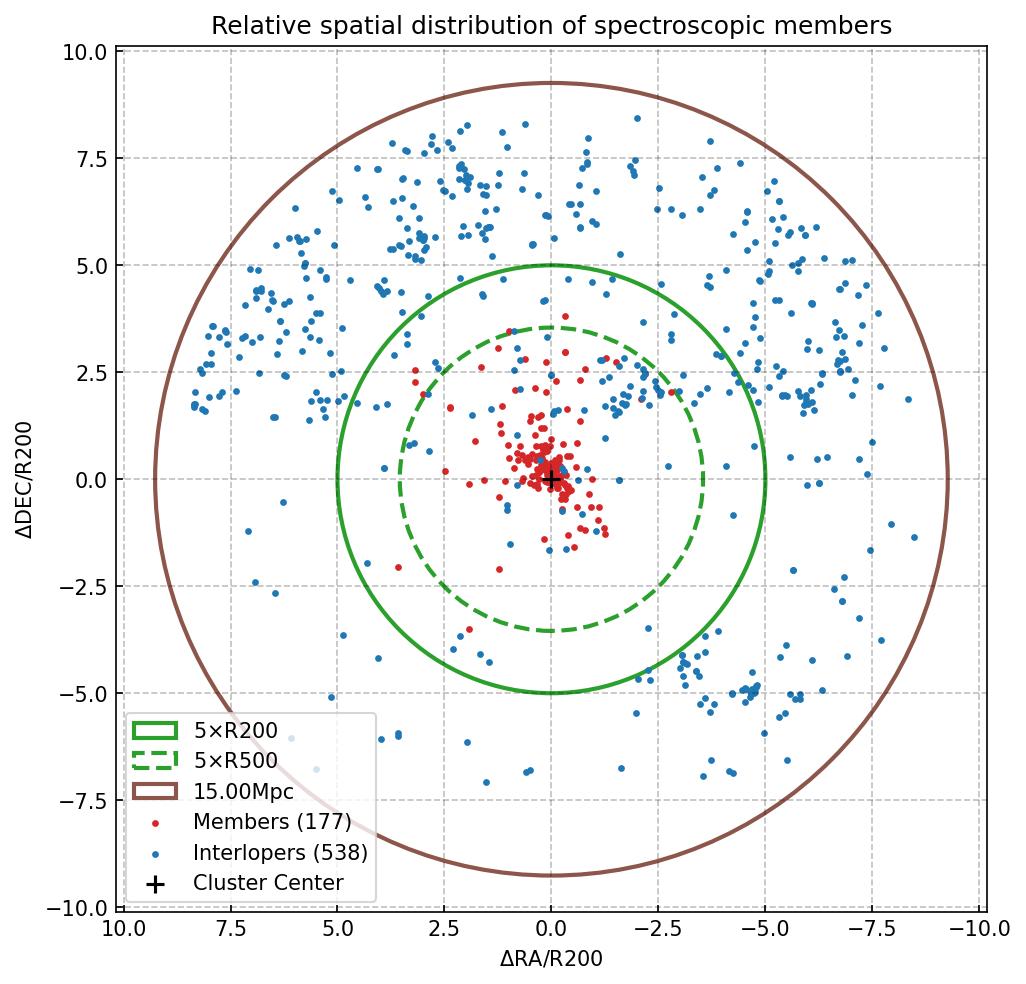 Relative spatial distribution of spectroscopic members
10.0
7.5
5.0
2.5
0.0
−2.5
−5.0
−7.5
−10.0
ΔDEC/R200
5×R200
5×R500
15.00Mpc
Members (177)
Interlopers (538)
Cluster Center
10.0 7.5 5.0 2.5 0.0 −2.5 −5.0 −7.5 −10.0
ΔRA/R200